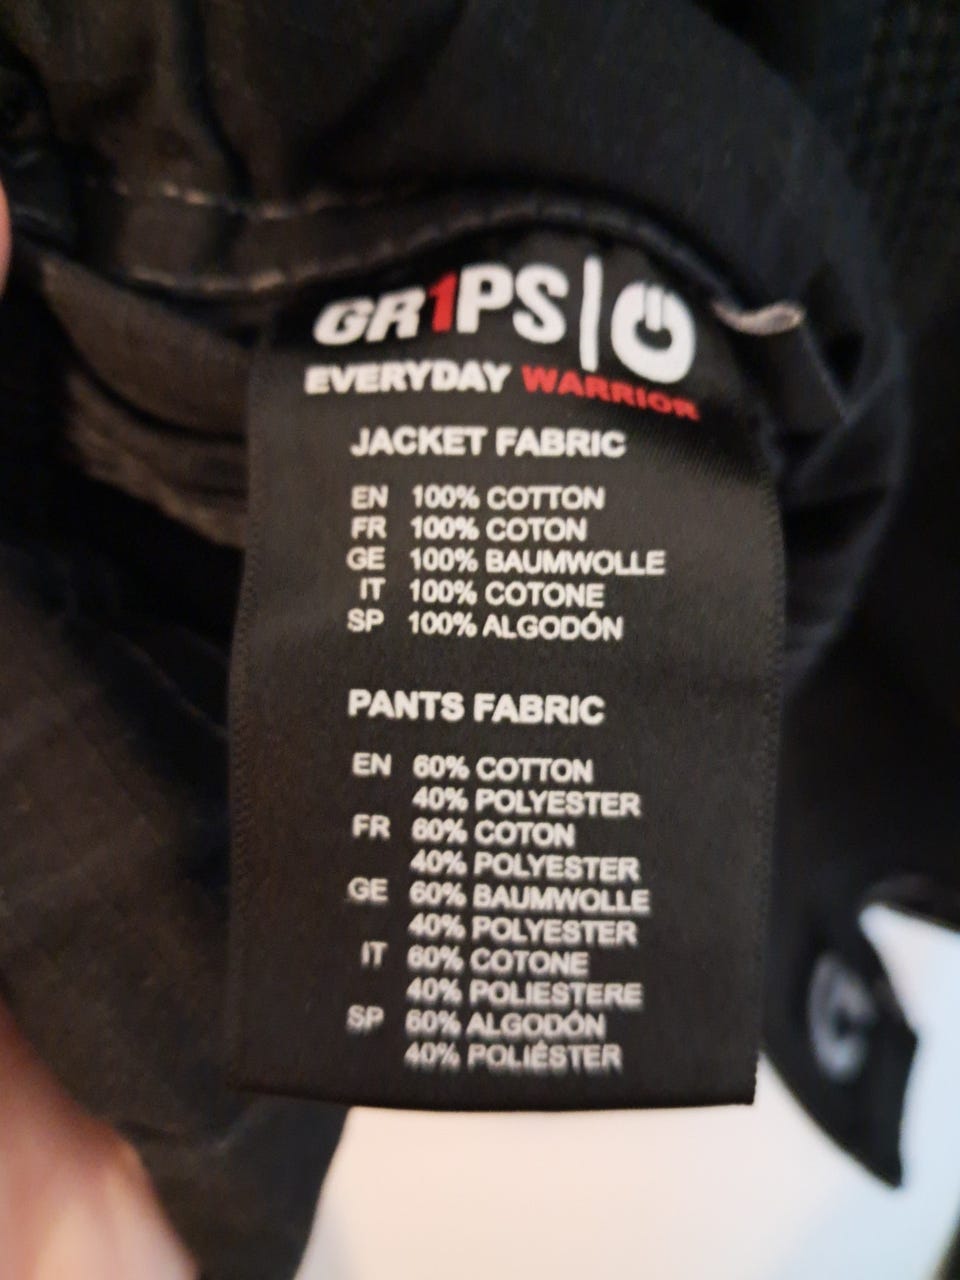 GR1PS
EVERYDAY WARRIOR
JACKET FABRIC
EN 100% COTTON
FR 100% COTON
GE 100% BAUMWOLLE
IT 100% COTONE
SP 100% ALGODÓN
PANTS FABRIC
EN 60% COTTON
40% POLYESTER
FR 60% COTON
40% POLYESTER
GE 60% BAUMWOLLE
40% POLYESTER
IT 60% COTONE
40% POLIESTERE
SP 60% ALGODÓN
40% POLIÉSTER